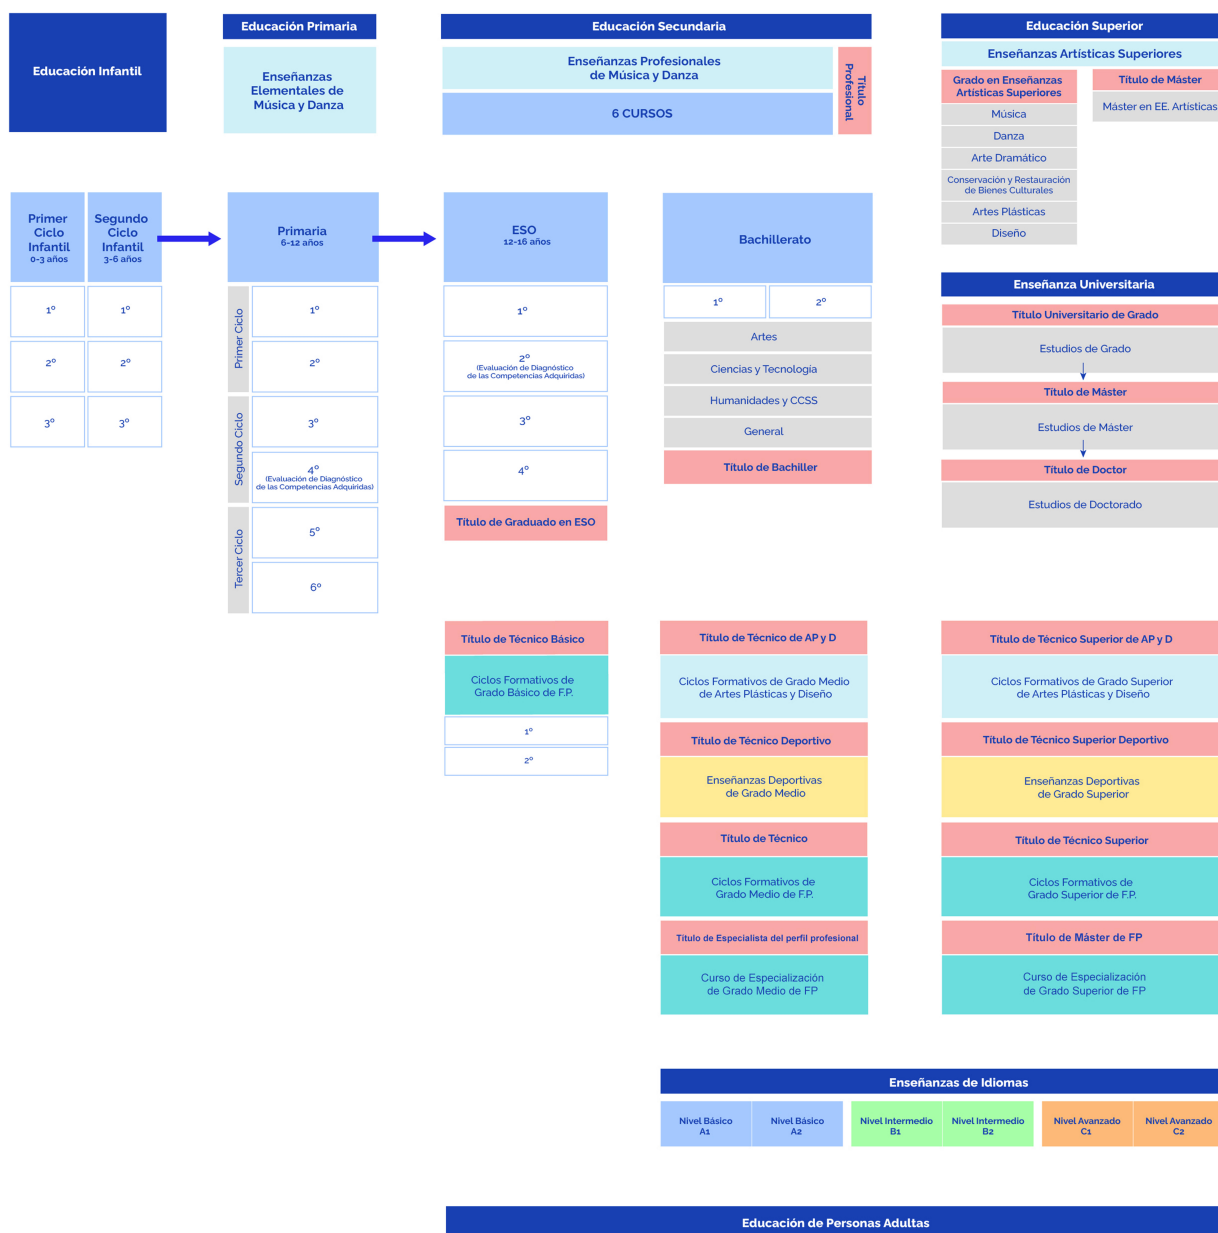 Educación Infantil
Educación Primaria
Enseñanzas
Elementales de
Música y Danza
Educación Secundaria
Enseñanzas Profesionales
de Música y Danza
6 CURSOS
Título
Profesional
Educación Superior
Enseñanzas Artísticas Superiores
Grado en Enseñanzas
Artísticas Superiores
Música
Danza
Arte Dramático
Conservación y Restauración
de Bienes Culturales
Artes Plásticas
Diseño
Título de Máster
Máster en EE. Artísticas
Primer
Ciclo
Infantil
0-3 años
1º
2º
3º
Segundo
Ciclo
Infantil
3-6 años
1º
2º
3º
Primaria
6-12 años
Primer Ciclo
1º
2º
Segundo Ciclo
3º
4º
(Evaluación de Diagnóstico
de las Competencias Adquiridas)
Tercer Ciclo
5º
6º
ESO
12-16 años
1º
2º
(Evaluación de Diagnóstico
de las Competencias Adquiridas)
3º
4º
Título de Graduado en ESO
Bachillerato
1º
2º
Artes
Ciencias y Tecnología
Humanidades y CCSS
General
Título de Bachiller
Enseñanza Universitaria
Título Universitario de Grado
Estudios de Grado
Título de Máster
Estudios de Máster
Título de Doctor
Estudios de Doctorado
Título de Técnico Básico
Ciclos Formativos de
Grado Básico de F.P.
1º
2º
Título de Técnico de AP y D
Ciclos Formativos de Grado Medio
de Artes Plásticas y Diseño
Título de Técnico Deportivo
Enseñanzas Deportivas
de Grado Medio
Título de Técnico
Ciclos Formativos de
Grado Medio de F.P.
Título de Especialista del perfil profesional
Curso de Especialización
de Grado Medio de FP
Título de Técnico Superior de AP y D
Ciclos Formativos de Grado Superior
de Artes Plásticas y Diseño
Título de Técnico Superior Deportivo
Enseñanzas Deportivas
de Grado Superior
Título de Técnico Superior
Ciclos Formativos de
Grado Superior de F.P.
Título de Máster de FP
Curso de Especialización
de Grado Superior de FP
Enseñanzas de Idiomas
Nivel Básico
A1
Nivel Básico
A2
Nivel Intermedio
B1
Nivel Intermedio
B2
Nivel Avanzado
C1
Nivel Avanzado
C2
Educación de Personas Adultas